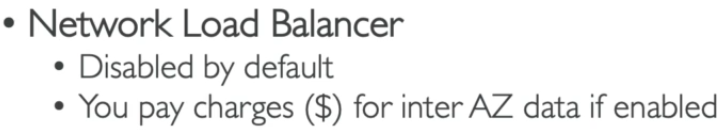 • Network Load Balancer
• Disabled by default
• You pay charges ($) for inter AZ data if enabled